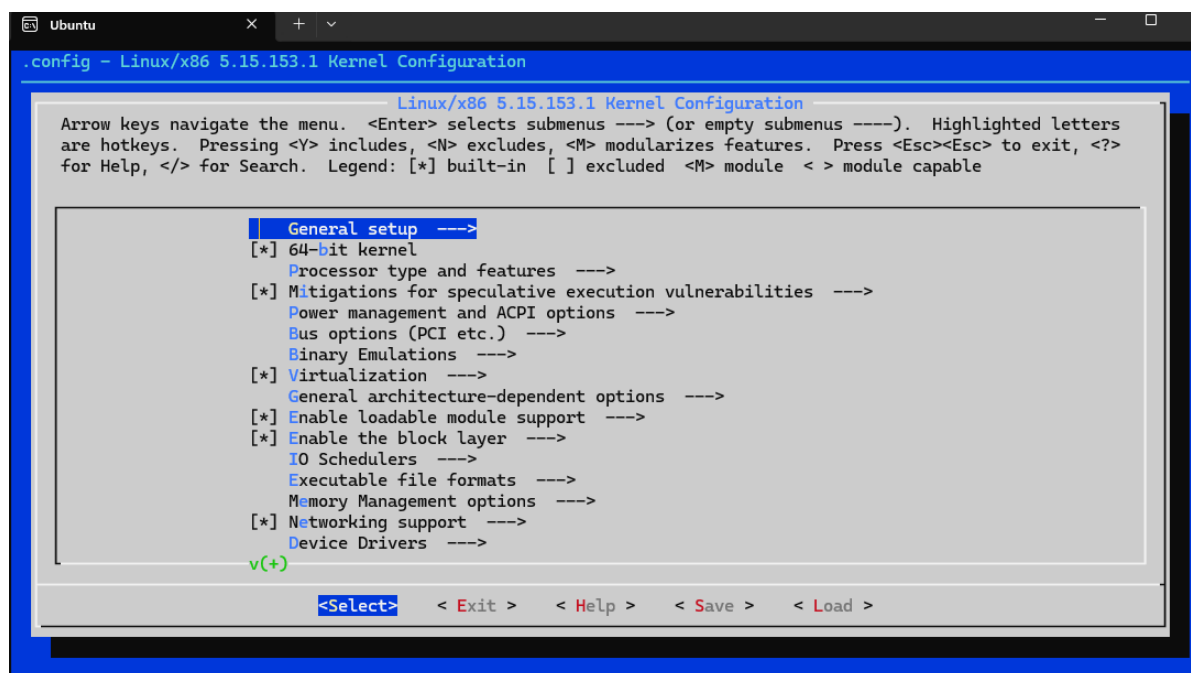 Ubuntu
.config - Linux/x86 5.15.153.1 Kernel Configuration
Linux/x86 5.15.153.1 Kernel Configuration
Arrow keys navigate the menu.  <Enter> selects submenus ---> (or empty submenus ----).  Highlighted letters
are hotkeys.  Pressing <Y> includes, <N> excludes, <M> modularizes features.  Press <Esc><Esc> to exit, <?>
for Help, </> for Search.  Legend: [*] built-in  [ ] excluded  <M> module  < > module capable
General setup  --->
[*] 64-bit kernel
Processor type and features  --->
[*] Mitigations for speculative execution vulnerabilities  --->
Power management and ACPI options  --->
Bus options (PCI etc.)  --->
Binary Emulations  --->
[*] Virtualization  --->
General architecture-dependent options  --->
[*] Enable loadable module support  --->
[*] Enable the block layer  --->
IO Schedulers  --->
Executable file formats  --->
Memory Management options  --->
[*] Networking support  --->
Device Drivers  --->
v(+)
<Select>    < Exit >    < Help >    < Save >    < Load >